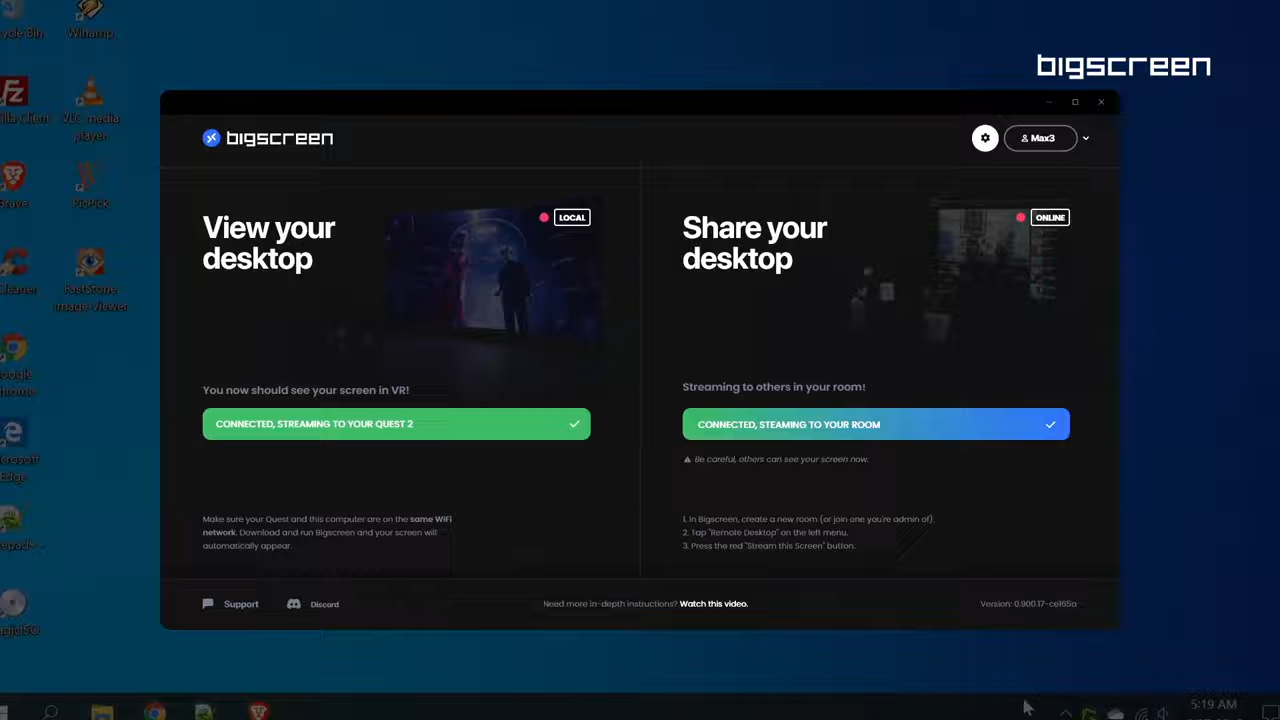 Winamp
bigscreen
VLC media
player
PicPick
FastStone
Image Viewer
bigscreen
Max3
View your
desktop
LOCAL
Share your
desktop
ONLINE
You now should see your screen in VR!
CONNECTED, STREAMING TO YOUR QUEST 2
Streaming to others in your room!
CONNECTED, STEAMING TO YOUR ROOM
Be careful, others can see your screen now.
Make sure your Quest and this computer are on the same WiFi
network. Download and run Bigscreen and your screen will
automatically appear.
1. In Bigscreen, create a new room (or join one you're admin of).
2. Tap "Remote Desktop" on the left menu.
3. Press the red "Stream this Screen" button.
Support
Discord
Need more in-depth instructions? Watch this video.
Version: 0.900.17-ce165a
5:19 AM